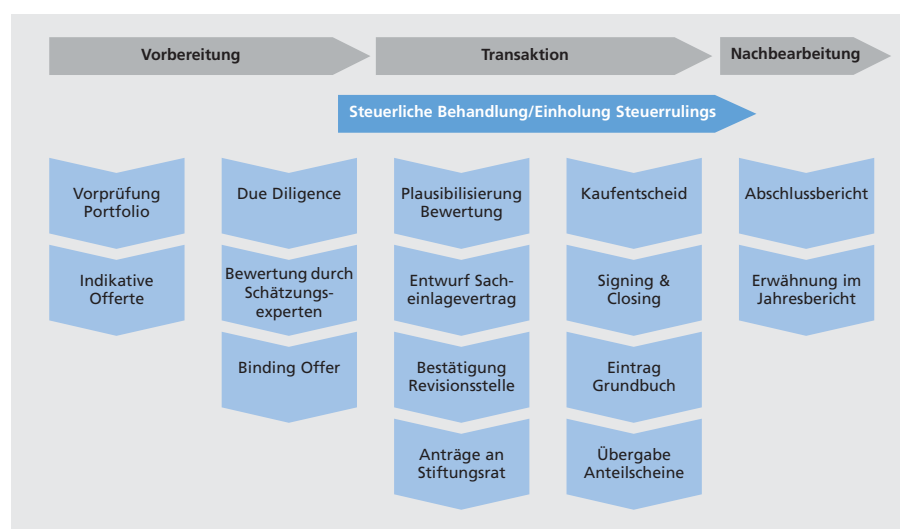 Vorbereitung
Transaktion
Nachbearbeitung
Steuerliche Behandlung/Einholung Steuerrulings
Vorprüfung
Portfolio
Indikative
Offerte
Due Diligence
Bewertung durch
Schätzungs-
experten
Binding Offer
Plausibilisierung
Bewertung
Entwurf Sach-
einlagevertrag
Bestätigung
Revisionsstelle
Anträge an
Stiftungsrat
Kaufentscheid
Signing &
Closing
Eintrag
Grundbuch
Übergabe
Anteilscheine
Abschlussbericht
Erwähnung im
Jahresbericht